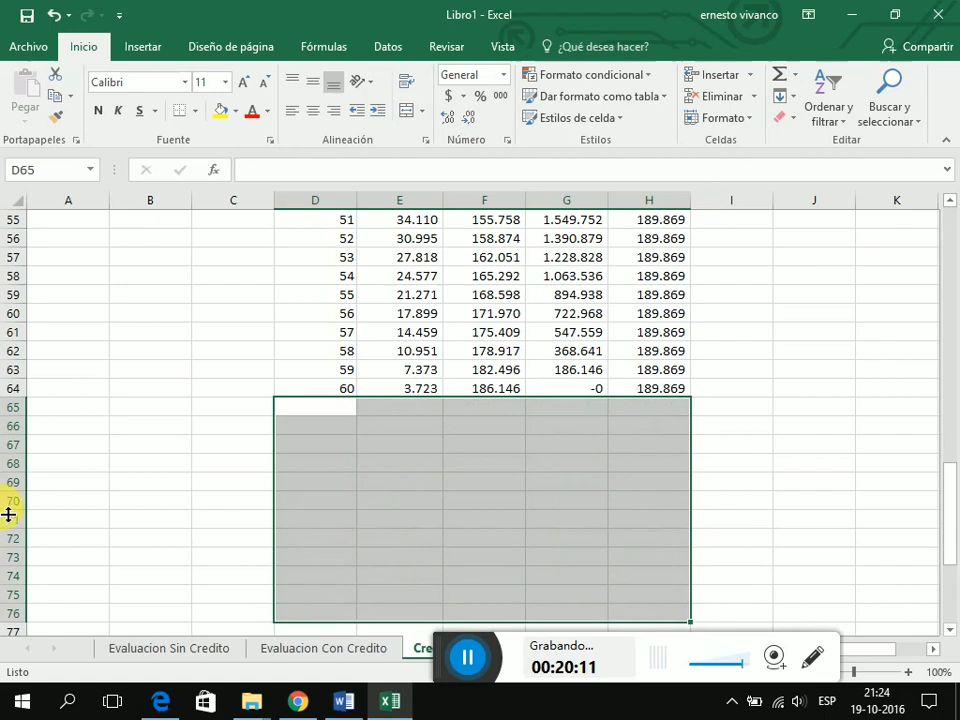 Libro1 - Excel
ernesto vivanco
Archivo Inicio Insertar Diseño de página Fórmulas Datos Revisar Vista ¿Qué desea hacer? Compartir
Pegar
Calibri 11
N K S
General
$ % 000
Formato condicional
Dar formato como tabla
Estilos de celda
Insertar
Eliminar
Formato
Ordenar y filtrar
Buscar y seleccionar
Portapapeles Fuente Alineación Número Estilos Celdas Editar
D65 fx
A B C D E F G H I J K
55 51 34.110 155.758 1.549.752 189.869
56 52 30.995 158.874 1.390.879 189.869
57 53 27.818 162.051 1.228.828 189.869
58 54 24.577 165.292 1.063.536 189.869
59 55 21.271 168.598 894.938 189.869
60 56 17.899 171.970 722.968 189.869
61 57 14.459 175.409 547.559 189.869
62 58 10.951 178.917 368.641 189.869
63 59 7.373 182.496 186.146 189.869
64 60 3.723 186.146 -0 189.869
65
66
67
68
69
70
72
73
74
75
76
77
Evaluacion Sin Credito Evaluacion Con Credito Cre
Grabando...
00:20:11
Listo
100%
ESP
21:24
19-10-2016